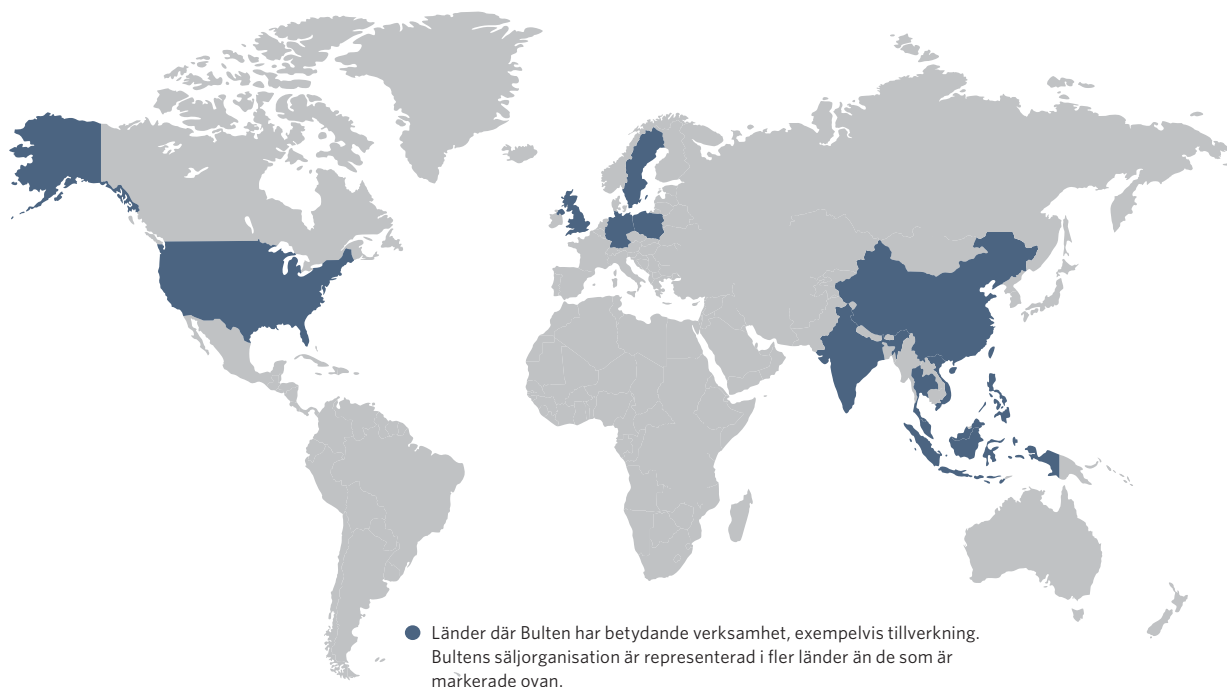 Länder där Bulten har betydande verksamhet, exempelvis tillverkning.
Bultens säljorganisation är representerad i fler länder än de som är
markerade ovan.